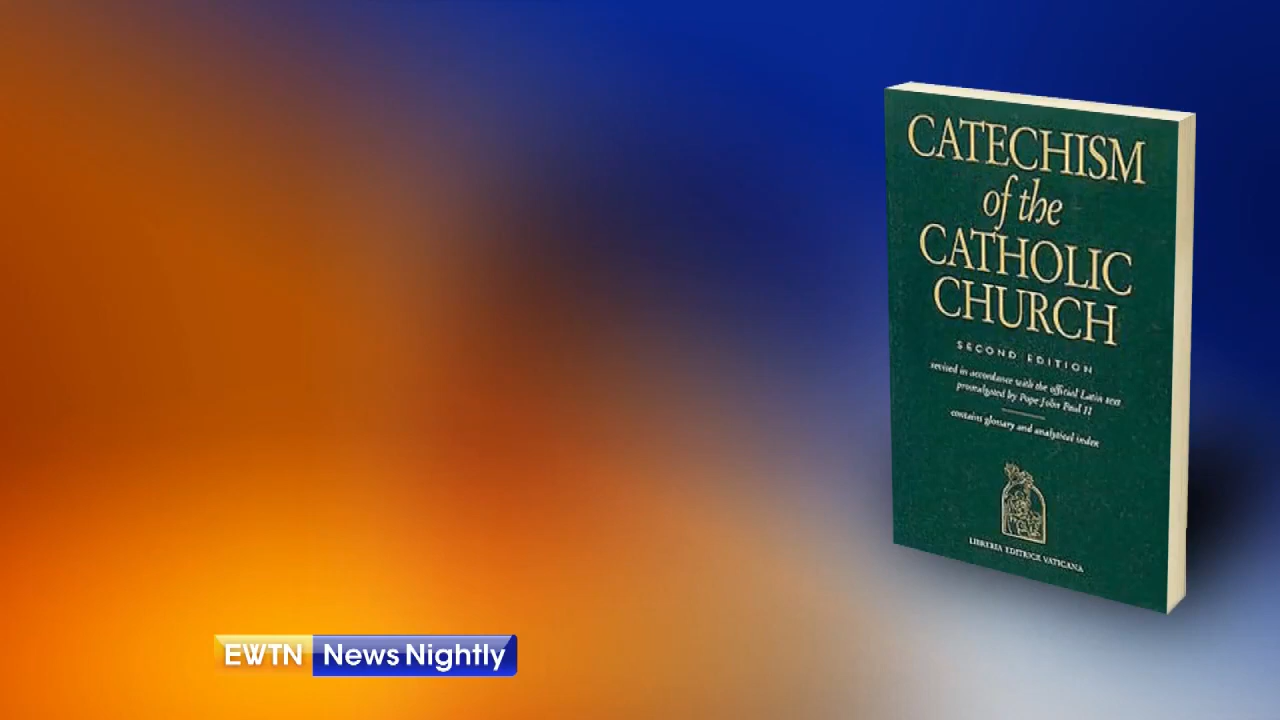 CATECHISM
of the
CATHOLIC
CHURCH
SECOND EDITION
revised in accordance with the official Latin text
promulgated by Pope John Paul II
contains glossary and analytical index
LIBRERIA EDITRICE VATICANA
EWTN News Nightly